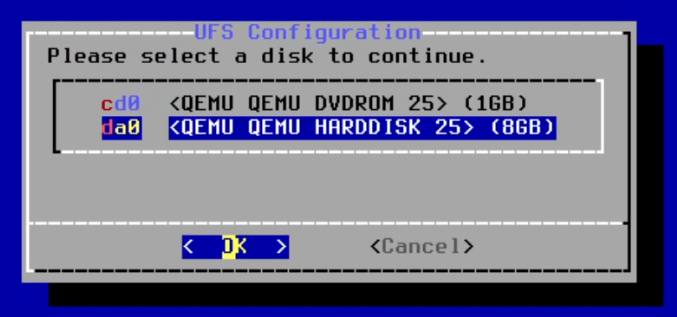 UFS Configuration
Please select a disk to continue.
cd0 <QEMU QEMU DVDROM 25> (1GB)
da0 <QEMU QEMU HARDDISK 25> (8GB)
< OK > <Cancel>